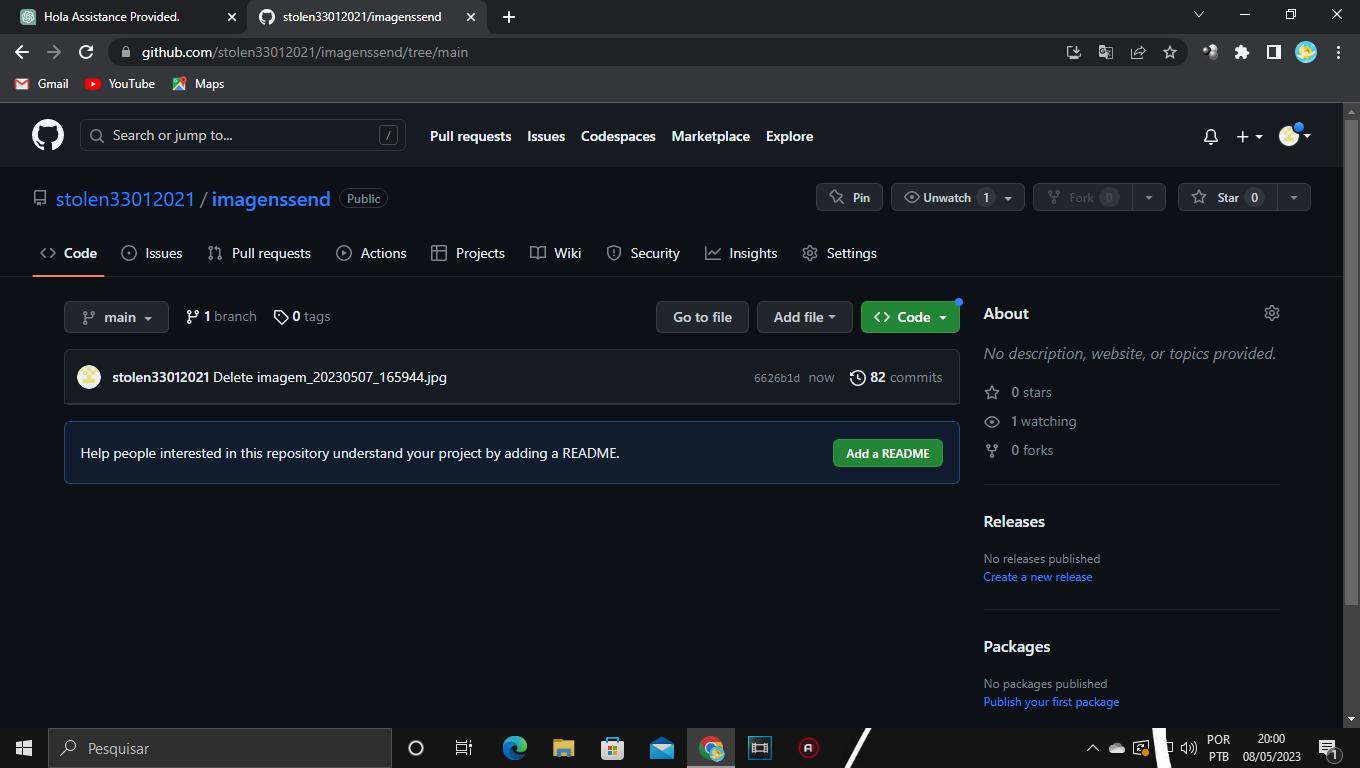 Hola Assistance Provided.
stolen33012021/imagenssend
github.com/stolen33012021/imagenssend/tree/main
Gmail
YouTube
Maps
Search or jump to...
/
Pull requests
Issues
Codespaces
Marketplace
Explore
stolen33012021 / imagenssend
Public
Pin
Unwatch 1
Fork 0
Star 0
Code
Issues
Pull requests
Actions
Projects
Wiki
Security
Insights
Settings
main
1 branch
0 tags
Go to file
Add file
Code
stolen33012021 Delete imagem_20230507_165944.jpg
6626b1d now
82 commits
Help people interested in this repository understand your project by adding a README.
Add a README
About
No description, website, or topics provided.
0 stars
1 watching
0 forks
Releases
No releases published
Create a new release
Packages
No packages published
Publish your first package
Pesquisar
POR
PTB
20:00
08/05/2023
1